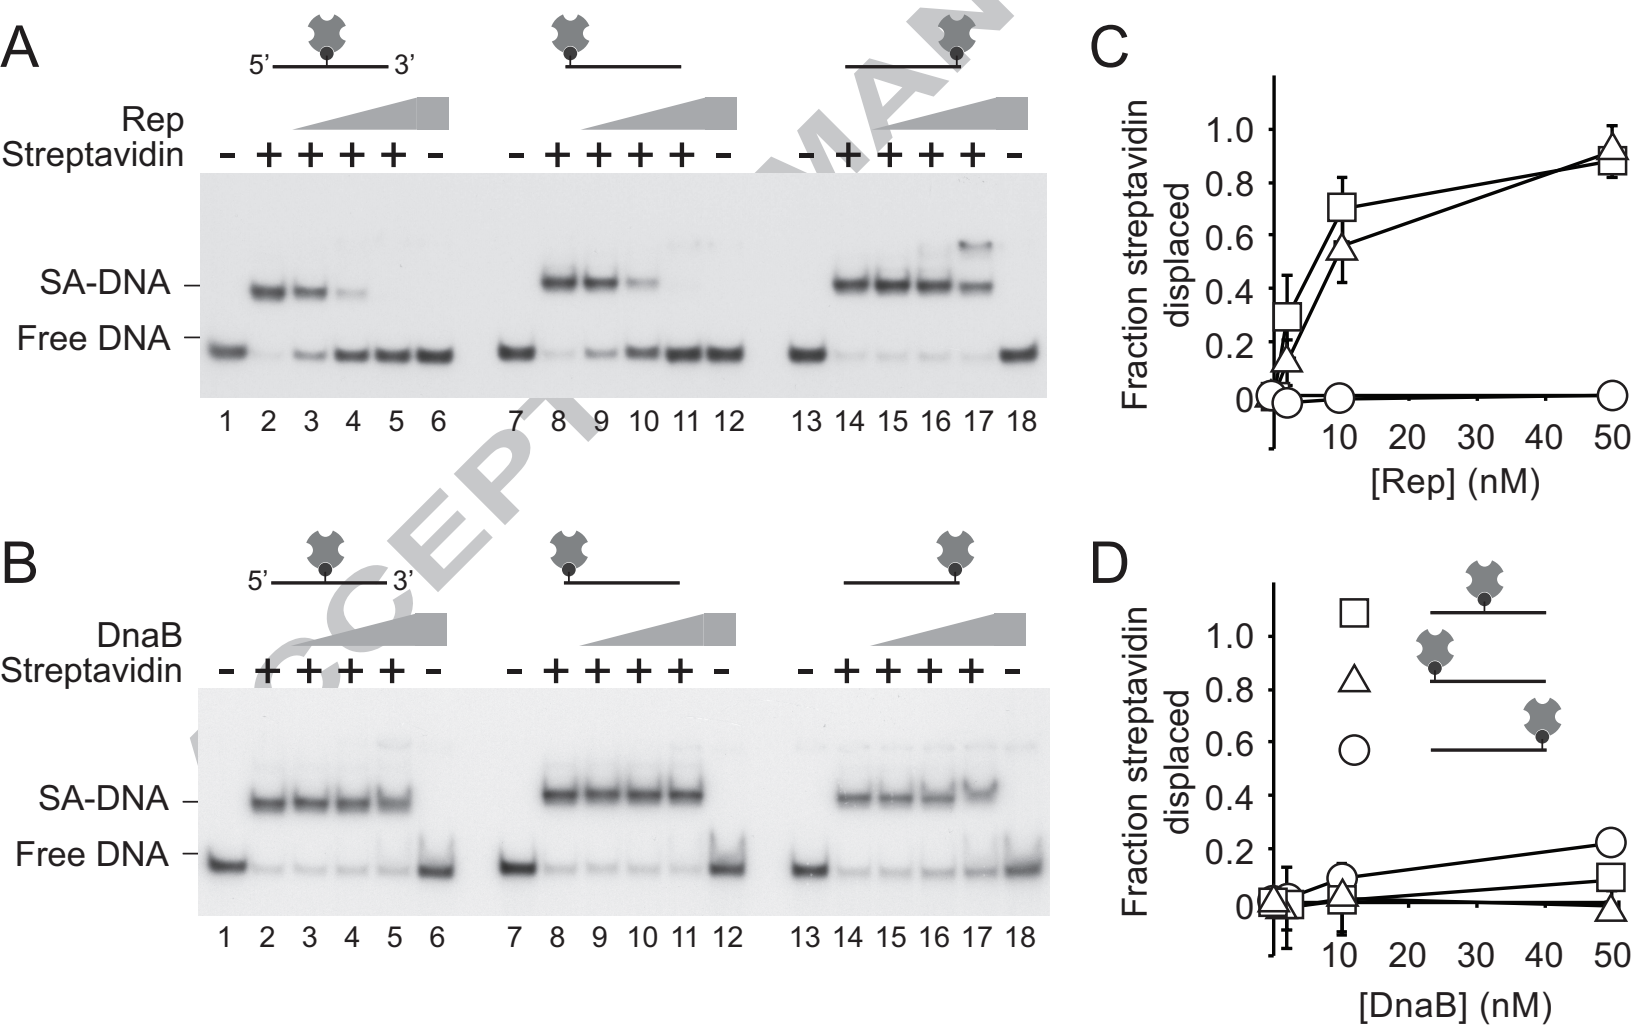 A
5’ 3’
Rep
Streptavidin
- + + + + - - + + + + - - + + + + -
SA-DNA
Free DNA
1 2 3 4 5 6 7 8 9 10 11 12 13 14 15 16 17 18
B
5’ 3’
DnaB
Streptavidin
- + + + + - - + + + + - - + + + + -
SA-DNA
Free DNA
1 2 3 4 5 6 7 8 9 10 11 12 13 14 15 16 17 18
C
Fraction streptavidin
displaced
1.0
0.8
0.6
0.4
0.2
0
10 20 30 40 50
[Rep] (nM)
D
Fraction streptavidin
displaced
1.0
0.8
0.6
0.4
0.2
0
10 20 30 40 50
[DnaB] (nM)
CCEPT
MAN